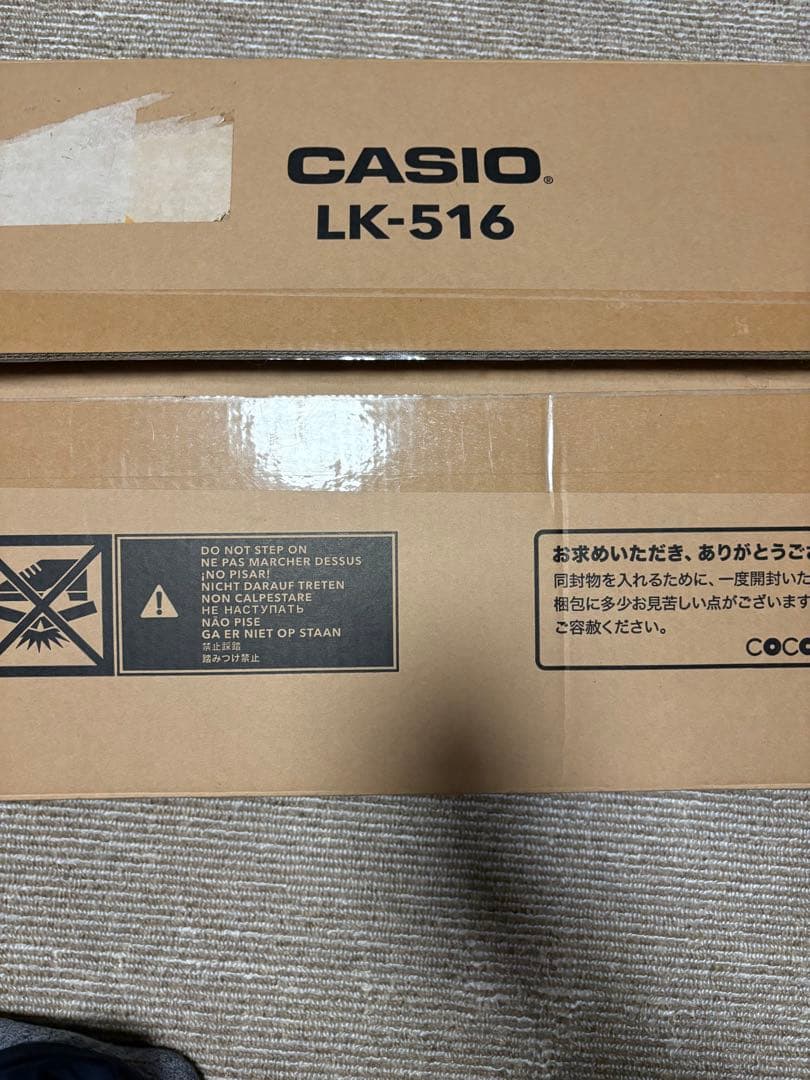 CASIO®
LK-516
DO NOT STEP ON
NE PAS MARCHER DESSUS
¡NO PISAR!
NICHT DARAUF TRETEN
NON CALPESTARE
НЕ НАСТУПАТЬ
NÃO PISE
GA ER NIET OP STAAN
禁止踩踏
踏みつけ禁止
お求めいただき、ありがとうござ
同封物を入れるために、一度開封いた
梱包に多少お見苦しい点がございます
ご容赦ください。
COCO